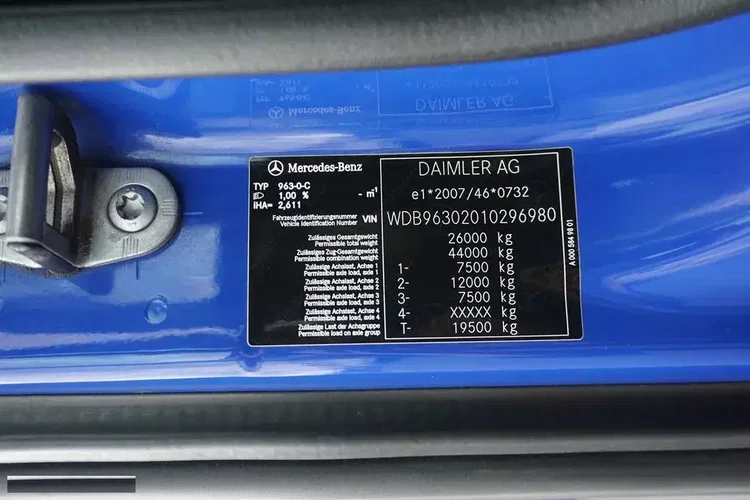 Mercedes-Benz
DAIMLER AG
TYP 963-0-C
1,00 % - m⁻¹
IHA= 2,611
e1*2007/46*0732
Fahrzeugidentifizierungsnummer
Vehicle Identification Number VIN
WDB96302010296980
Zulässiges Gesamtgewicht
Permissible total weight
26000 kg
Zulässiges Zug-Gesamtgewicht
Permissible combination weight
44000 kg
Zulässige Achslast, Achse 1
Permissible axle load, axle 1
1- 7500 kg
Zulässige Achslast, Achse 2
Permissible axle load, axle 2
2- 12000 kg
Zulässige Achslast, Achse 3
Permissible axle load, axle 3
3- 7500 kg
Zulässige Achslast, Achse 4
Permissible axle load, axle 4
4- XXXXX kg
Zulässige Last der Achsgruppe
Permissible load on axle group
T- 19500 kg
A 000 584 98 01